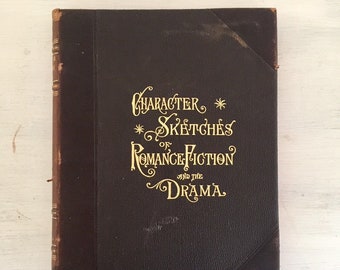 CHARACTER
SKETCHES
OF
ROMANCE FICTION
AND THE
DRAMA.